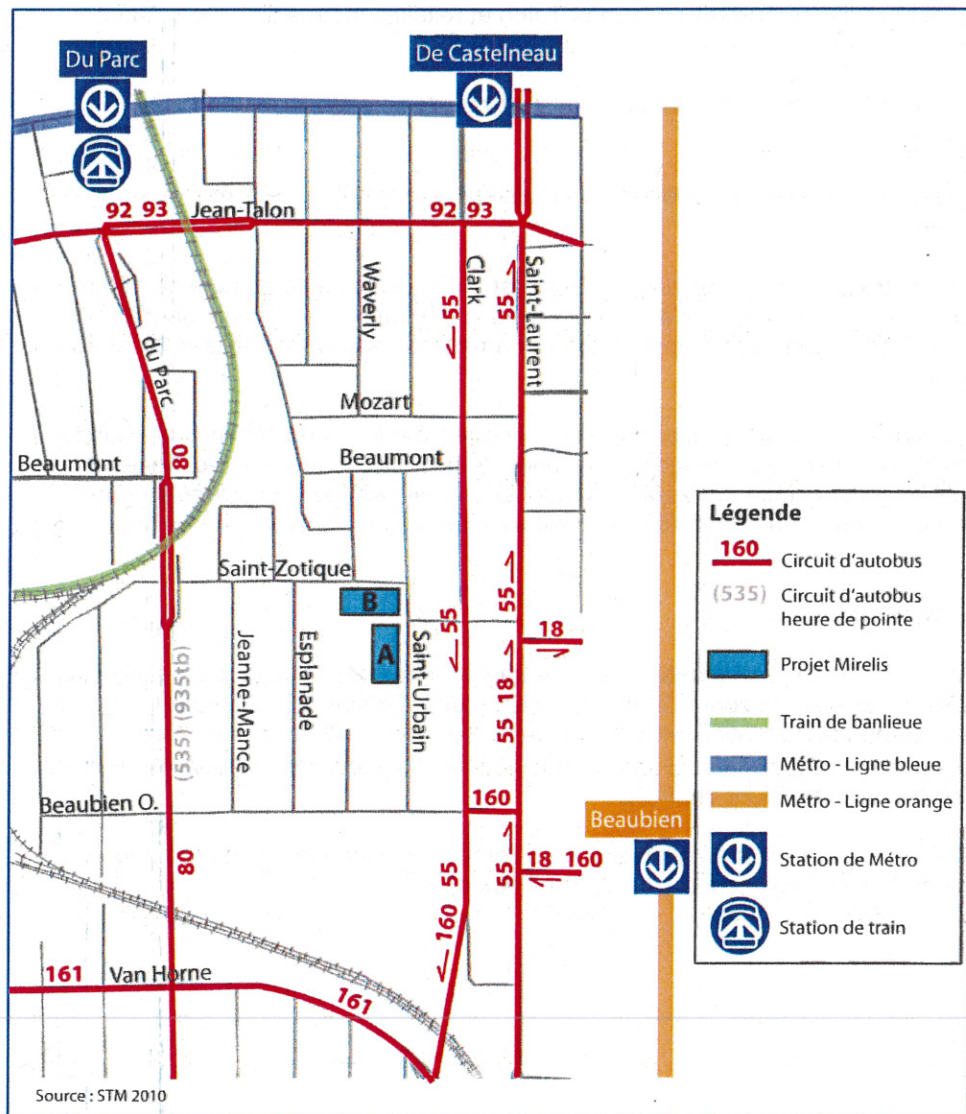 Du Parc
De Castelneau
92 93 Jean-Talon
92 93
Waverly
Clark
Saint-Laurent
55
55
du Parc
Mozart
Beaumont
80
Beaumont
Saint-Zotique
B
A
55
55
18
Jeanne-Mance
Esplanade
Saint-Urbain
(535) (935tb)
55 18
Beaubien O.
160
Beaubien
80
55
160
55
18 160
161
Van Horne
161
Légende
160
Circuit d'autobus
(535)
Circuit d'autobus
heure de pointe
Projet Mirelis
Train de banlieue
Métro - Ligne bleue
Métro - Ligne orange
Station de Métro
Station de train
Source : STM 2010